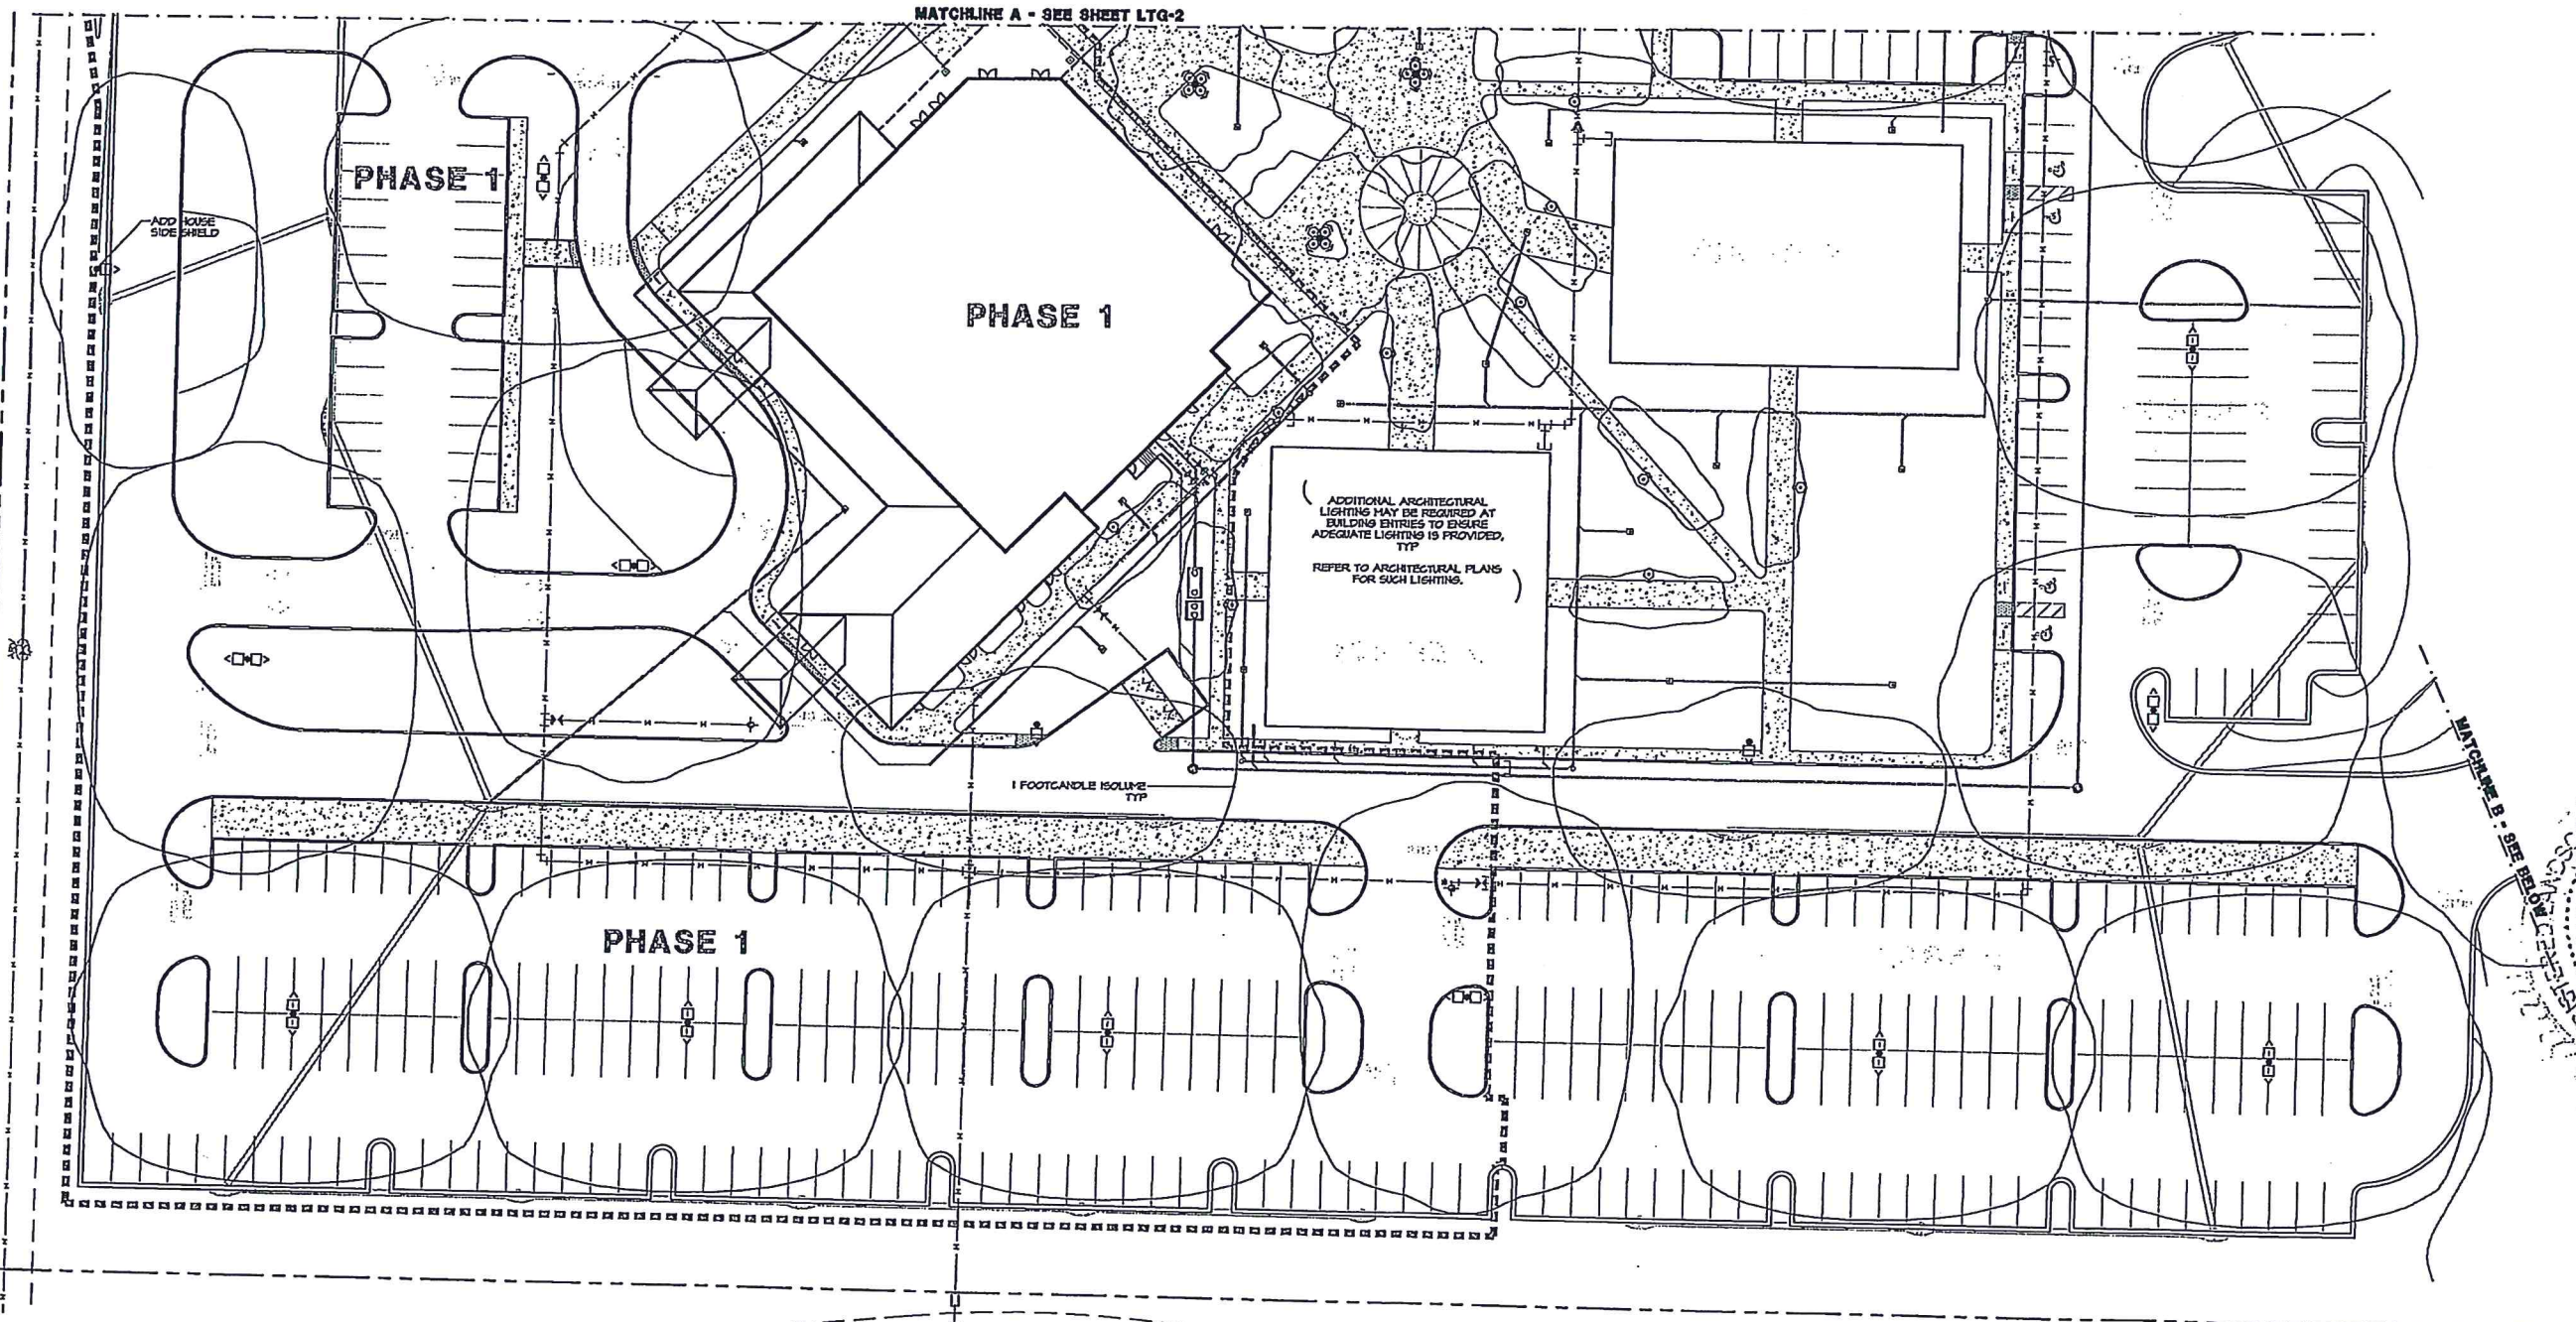 MATCHLINE A - SEE SHEET LTG-2
PHASE 1
ADD HOUSE
SIDE SHIELD
PHASE 1
ADDITIONAL ARCHITECTURAL
LIGHTING MAY BE REQUIRED AT
BUILDING ENTRIES TO ENSURE
ADEQUATE LIGHTING IS PROVIDED,
TYP
REFER TO ARCHITECTURAL PLANS
FOR SUCH LIGHTING.
1 FOOTCANDLE ISOLUME
TYP
MATCHLINE B - SEE BELOW
PHASE 1